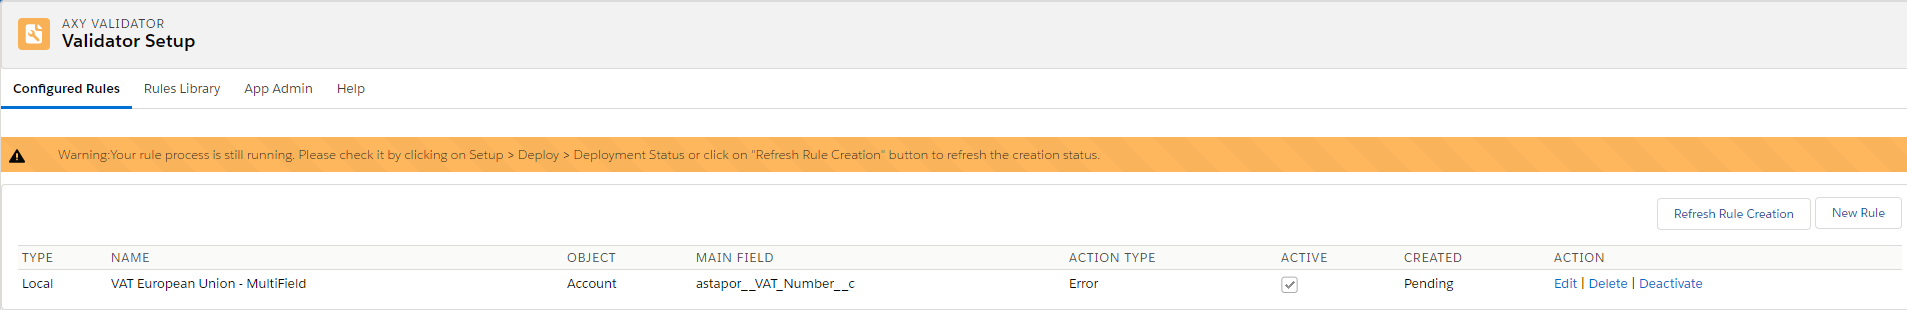 AXY VALIDATOR
Validator Setup
Configured Rules Rules Library App Admin Help
Warning:Your rule process is still running. Please check it by clicking on Setup > Deploy > Deployment Status or click on "Refresh Rule Creation" button to refresh the creation status.
Refresh Rule Creation New Rule
TYPE NAME OBJECT MAIN FIELD ACTION TYPE ACTIVE CREATED ACTION
Local VAT European Union - MultiField Account astapor__VAT_Number__c Error Pending Edit | Delete | Deactivate